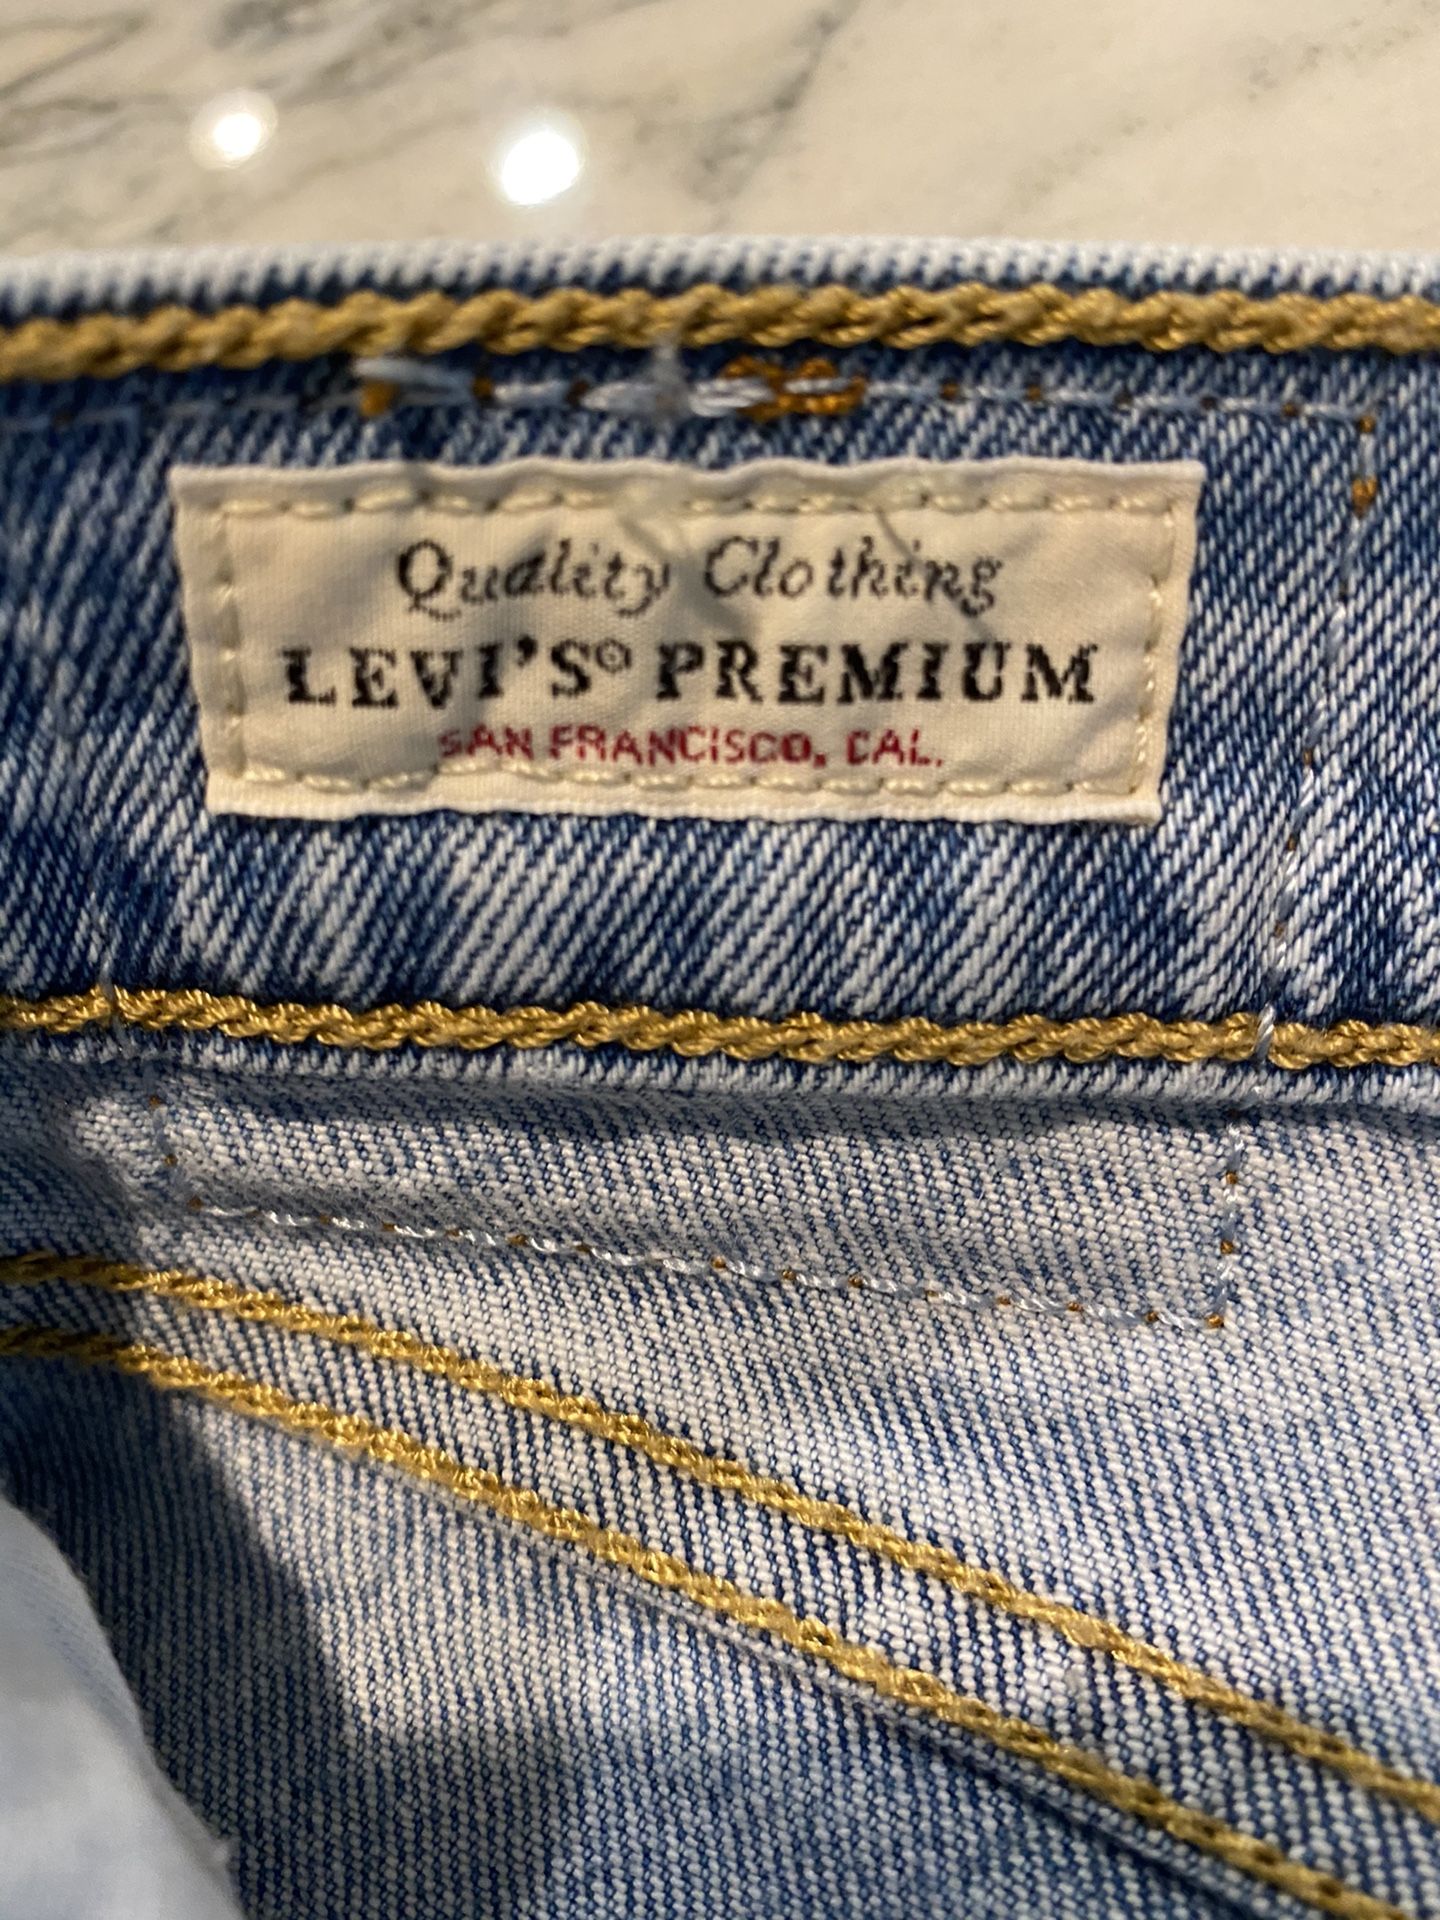 Quality Clothing
LEVI'S® PREMIUM
SAN FRANCISCO, CAL.